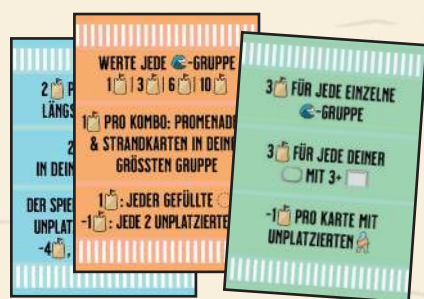 2 P
LÄNGS
2
IN DEIN
DER SPIE
UNPLAT
-4,
WERTE JEDE -GRUPPE
1 | 3 | 6 | 10
1 PRO KOMBO: PROMENADE
& STRANDKARTEN IN DEINE
GRÖSSTEN GRUPPE
1 : JEDER GEFÜLLTE
-1 : JEDE 2 UNPLATZIERTE
3 FÜR JEDE EINZELNE
-GRUPPE
3 FÜR JEDE DEINER
MIT 3+
-1 PRO KARTE MIT
UNPLATZIERTEN